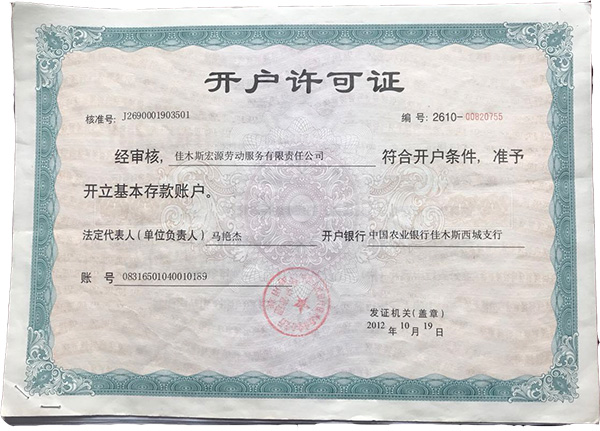 开户许可证
核准号: J2690001903501 编号: 2610-00820755
经审核, 佳木斯宏源劳动服务有限责任公司 符合开户条件, 准予
开立基本存款账户。
法定代表人(单位负责人) 马艳杰 开户银行 中国农业银行佳木斯西城支行
账 号 08316501040010189
发证机关(盖章)
2012 年 10 月 19 日